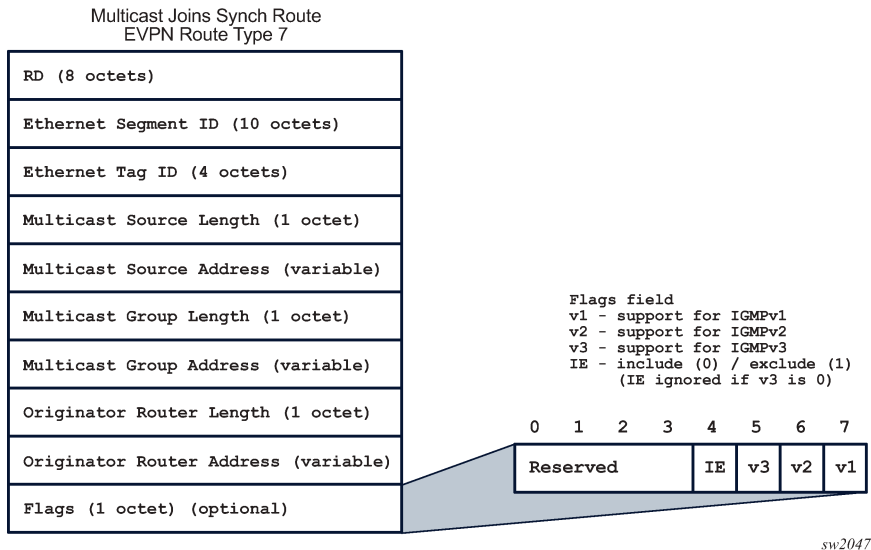 Multicast Joins Synch Route
EVPN Route Type 7
RD (8 octets)
Ethernet Segment ID (10 octets)
Ethernet Tag ID (4 octets)
Multicast Source Length (1 octet)
Multicast Source Address (variable)
Multicast Group Length (1 octet)
Multicast Group Address (variable)
Originator Router Length (1 octet)
Originator Router Address (variable)
Flags (1 octet) (optional)
Flags field
v1 - support for IGMPv1
v2 - support for IGMPv2
v3 - support for IGMPv3
IE - include (0) / exclude (1)
(IE ignored if v3 is 0)
0 1 2 3 4 5 6 7
Reserved IE v3 v2 v1
sw2047